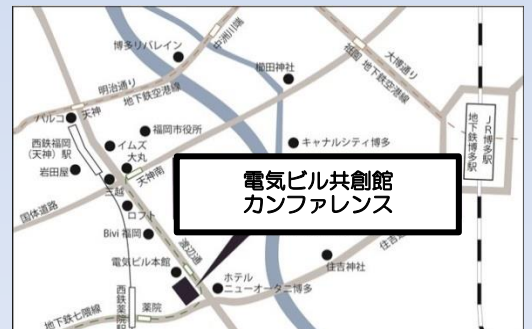 博多リバレイン
中洲川端
櫛田神社
祇園
大博通り
地下鉄空港線
明治通り
地下鉄空港線
パルコ
天神
福岡市役所
西鉄福岡
（天神）駅
イムズ
大丸
キャナルシティ博多
JR博多駅
地下鉄博多駅
岩田屋
天神南
三越
国体道路
ロフト
電気ビル共創館
カンファレンス
Bivi福岡
渡辺通
住吉
電気ビル本館
住吉神社
ホテル
ニューオータニ博多
西鉄薬院駅
薬院
地下鉄七隈線